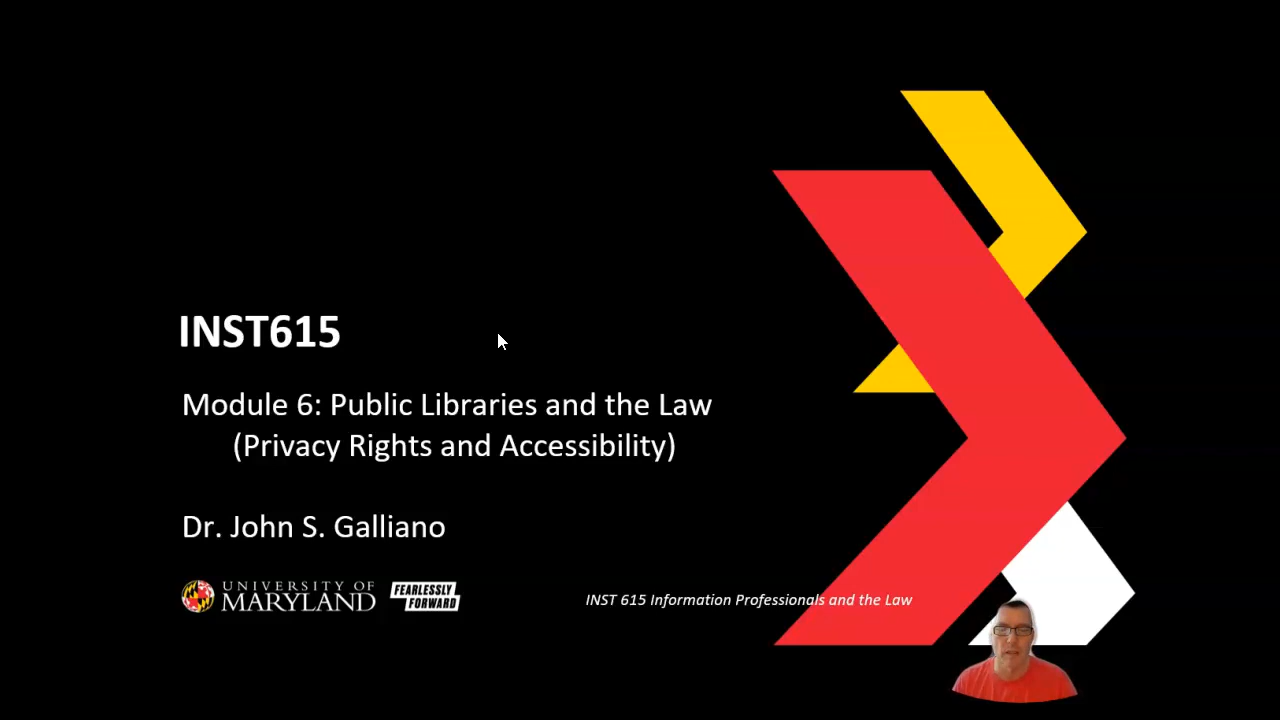 INST615
Module 6: Public Libraries and the Law
(Privacy Rights and Accessibility)
Dr. John S. Galliano
UNIVERSITY OF
MARYLAND
FEARLESSLY
FORWARD
INST 615 Information Professionals and the Law